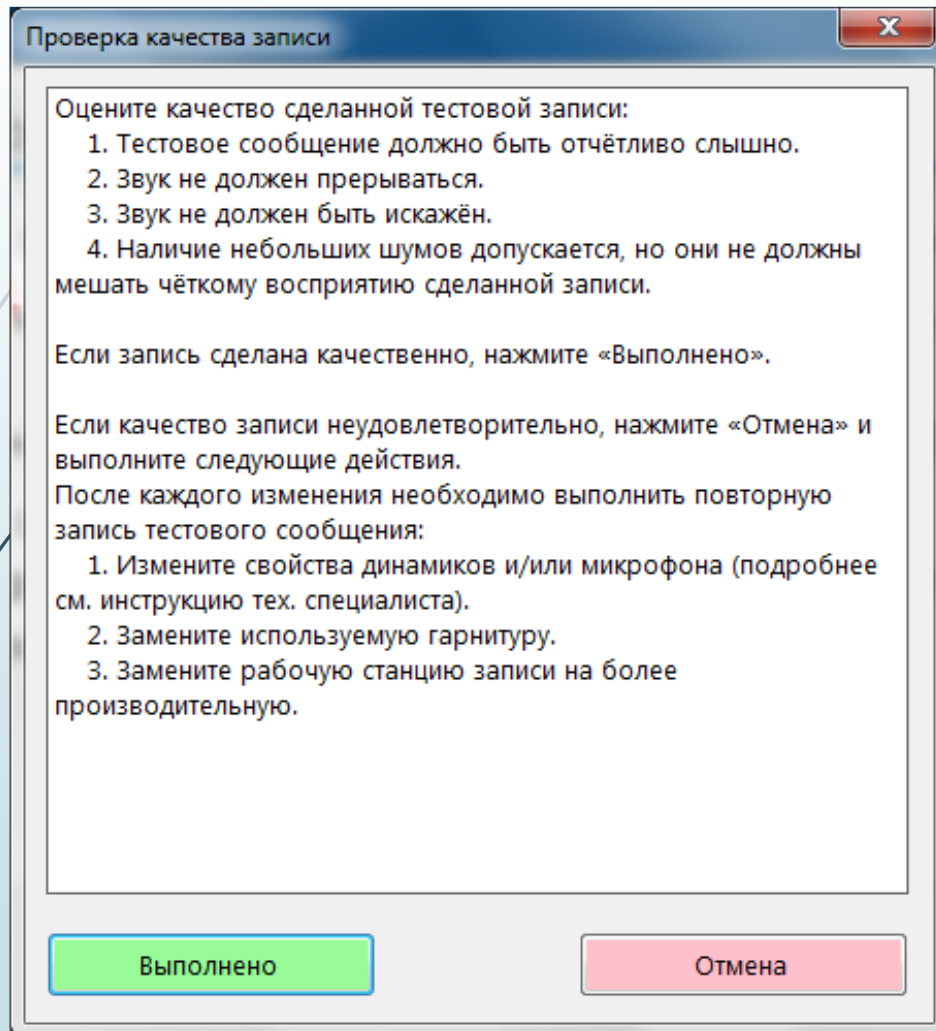 Проверка качества записи
Оцените качество сделанной тестовой записи:
1. Тестовое сообщение должно быть отчётливо слышно.
2. Звук не должен прерываться.
3. Звук не должен быть искажён.
4. Наличие небольших шумов допускается, но они не должны
мешать чёткому восприятию сделанной записи.
Если запись сделана качественно, нажмите «Выполнено».
Если качество записи неудовлетворительно, нажмите «Отмена» и
выполните следующие действия.
После каждого изменения необходимо выполнить повторную
запись тестового сообщения:
1. Измените свойства динамиков и/или микрофона (подробнее
см. инструкцию тех. специалиста).
2. Замените используемую гарнитуру.
3. Замените рабочую станцию записи на более
производительную.
Выполнено
Отмена